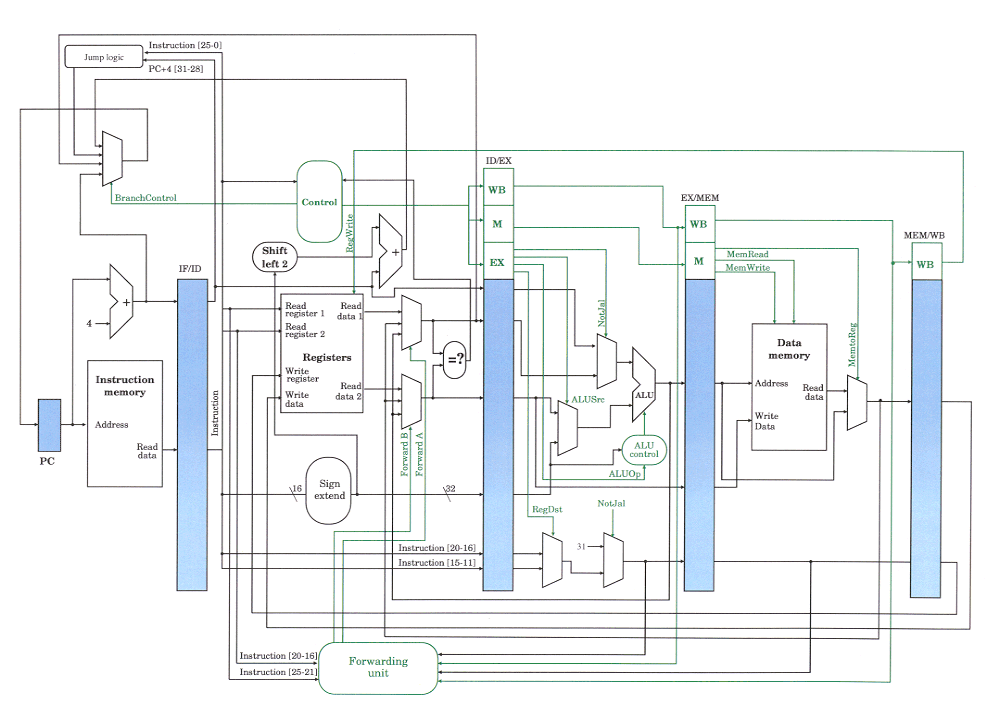 Instruction [25-0]
Jump logic
PC+4 [31-28]
ID/EX
WB
BranchControl
Control
EX/MEM
M
WB
RegWrite
MEM/WB
Shift
left 2
EX
M
MemRead
MemWrite
WB
IF/ID
+
+
4
Read
register 1
Read
data 1
Read
register 2
NotJal
Data
memory
MemtoReg
Registers
=?
Instruction
memory
Write
register
Write
data
Read
data 2
Address
Read
data
ALU
ALUSrc
Write
Data
Address
Instruction
Forward B
Forward A
ALU
control
Read
data
PC
ALUOp
16
Sign
extend
32
RegDst
NotJal
31
Instruction [20-16]
Instruction [15-11]
Instruction [20-16]
Instruction [25-21]
Forwarding
unit